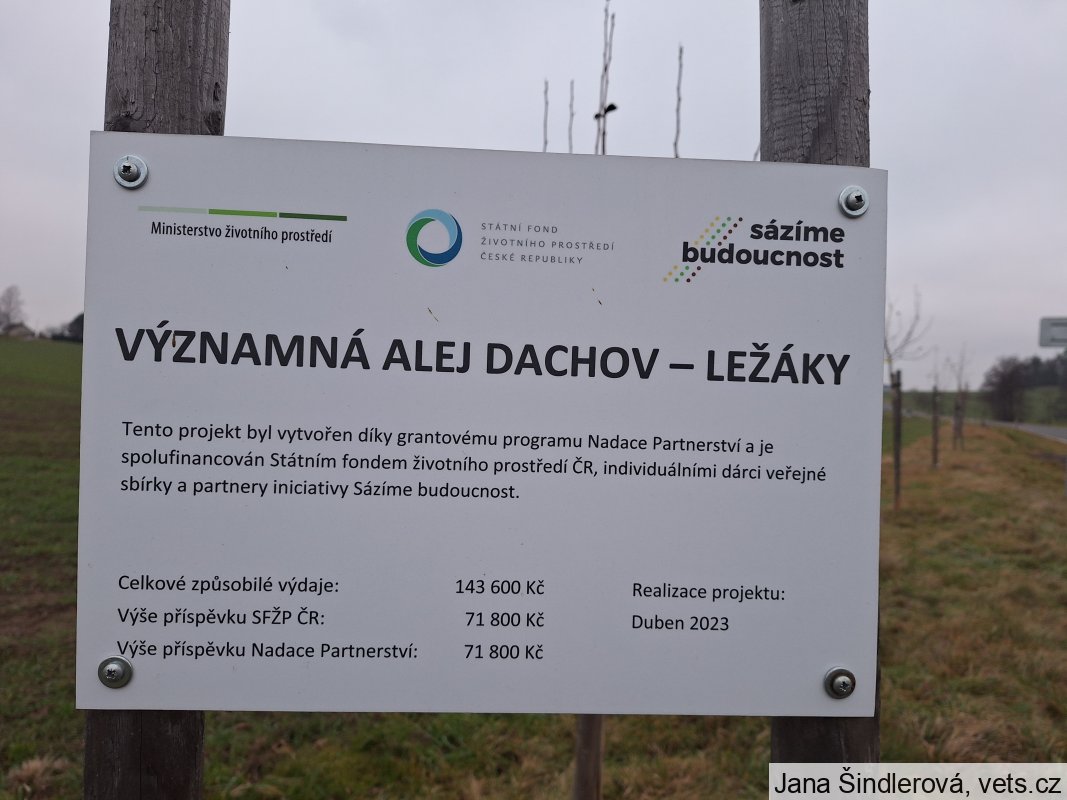 Ministerstvo životního prostředí
STÁTNÍ FOND
ŽIVOTNÍHO PROSTŘEDÍ
ČESKÉ REPUBLIKY
sázíme
budoucnost
VÝZNAMNÁ ALEJ DACHOV – LEŽÁKY
Tento projekt byl vytvořen díky grantovému programu Nadace Partnerství a je
spolufinancován Státním fondem životního prostředí ČR, individuálními dárci veřejné
sbírky a partnery iniciativy Sázíme budoucnost.
Celkové způsobilé výdaje: 143 600 Kč
Výše příspěvku SFŽP ČR: 71 800 Kč
Výše příspěvku Nadace Partnerství: 71 800 Kč
Realizace projektu:
Duben 2023
Jana Šindlerová, vets.cz